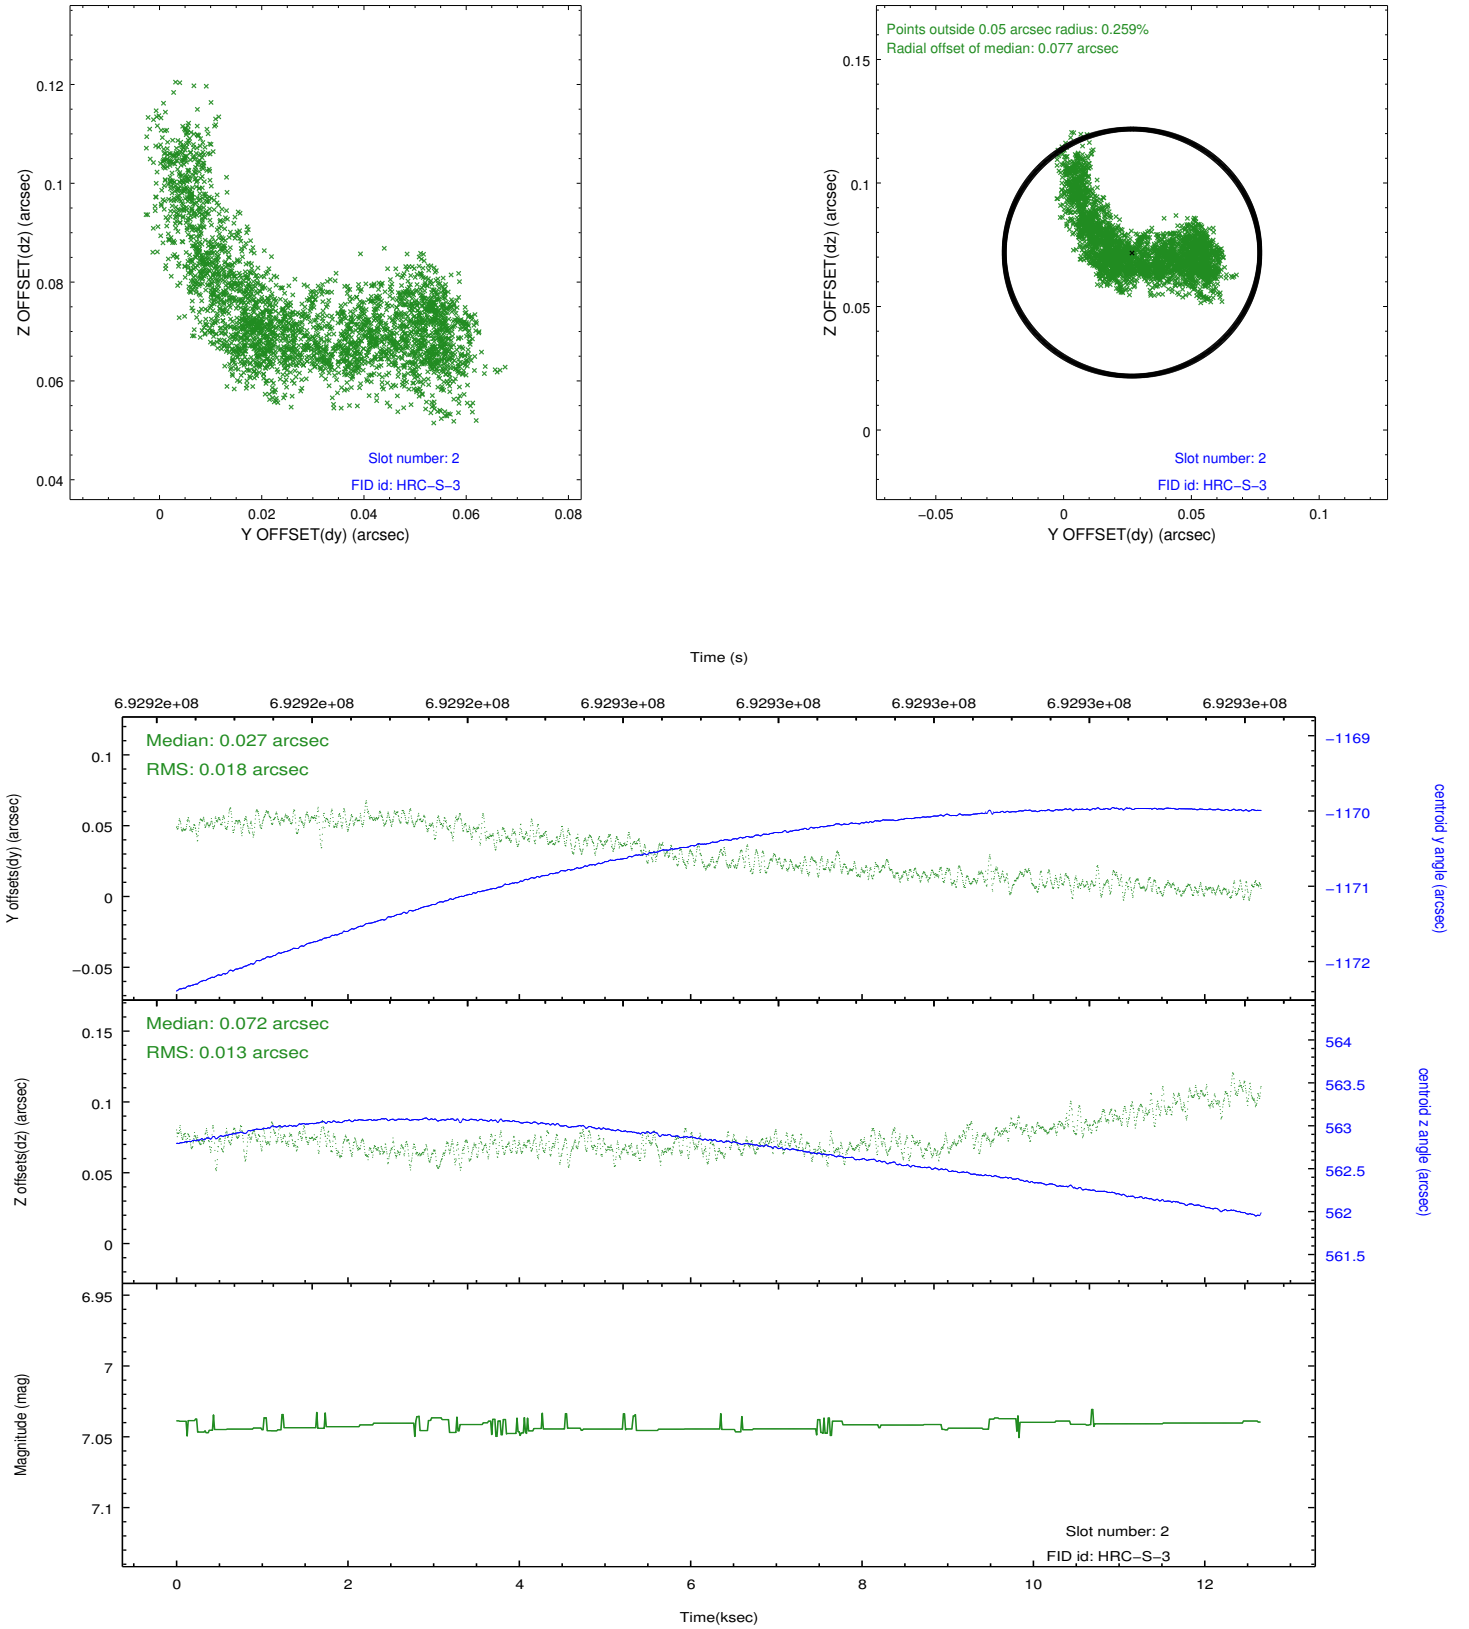 0.12
0.1
0.08
0.06
0.04
Z OFFSET(dz) (arcsec)
Slot number: 2
FID id: HRC−S−3
0 0.02 0.04 0.06 0.08
Y OFFSET(dy) (arcsec)
Points outside 0.05 arcsec radius: 0.259%
Radial offset of median: 0.077 arcsec
0.15
0.1
0.05
0
Z OFFSET(dz) (arcsec)
Slot number: 2
FID id: HRC−S−3
−0.05 0 0.05 0.1
Y OFFSET(dy) (arcsec)
Time (s)
6.9292e+08 6.9292e+08 6.9292e+08 6.9293e+08 6.9293e+08 6.9293e+08 6.9293e+08 6.9293e+08
Median: 0.027 arcsec
RMS: 0.018 arcsec
0.1
0.05
0
−0.05
Y offsets(dy) (arcsec)
−1169
−1170
−1171
−1172
centroid y angle (arcsec)
Median: 0.072 arcsec
RMS: 0.013 arcsec
0.15
0.1
0.05
0
Z offsets(dz) (arcsec)
564
563.5
563
562.5
562
561.5
centroid z angle (arcsec)
6.95
7
7.05
7.1
Magnitude (mag)
Slot number: 2
FID id: HRC−S−3
0 2 4 6 8 10 12
Time(ksec)